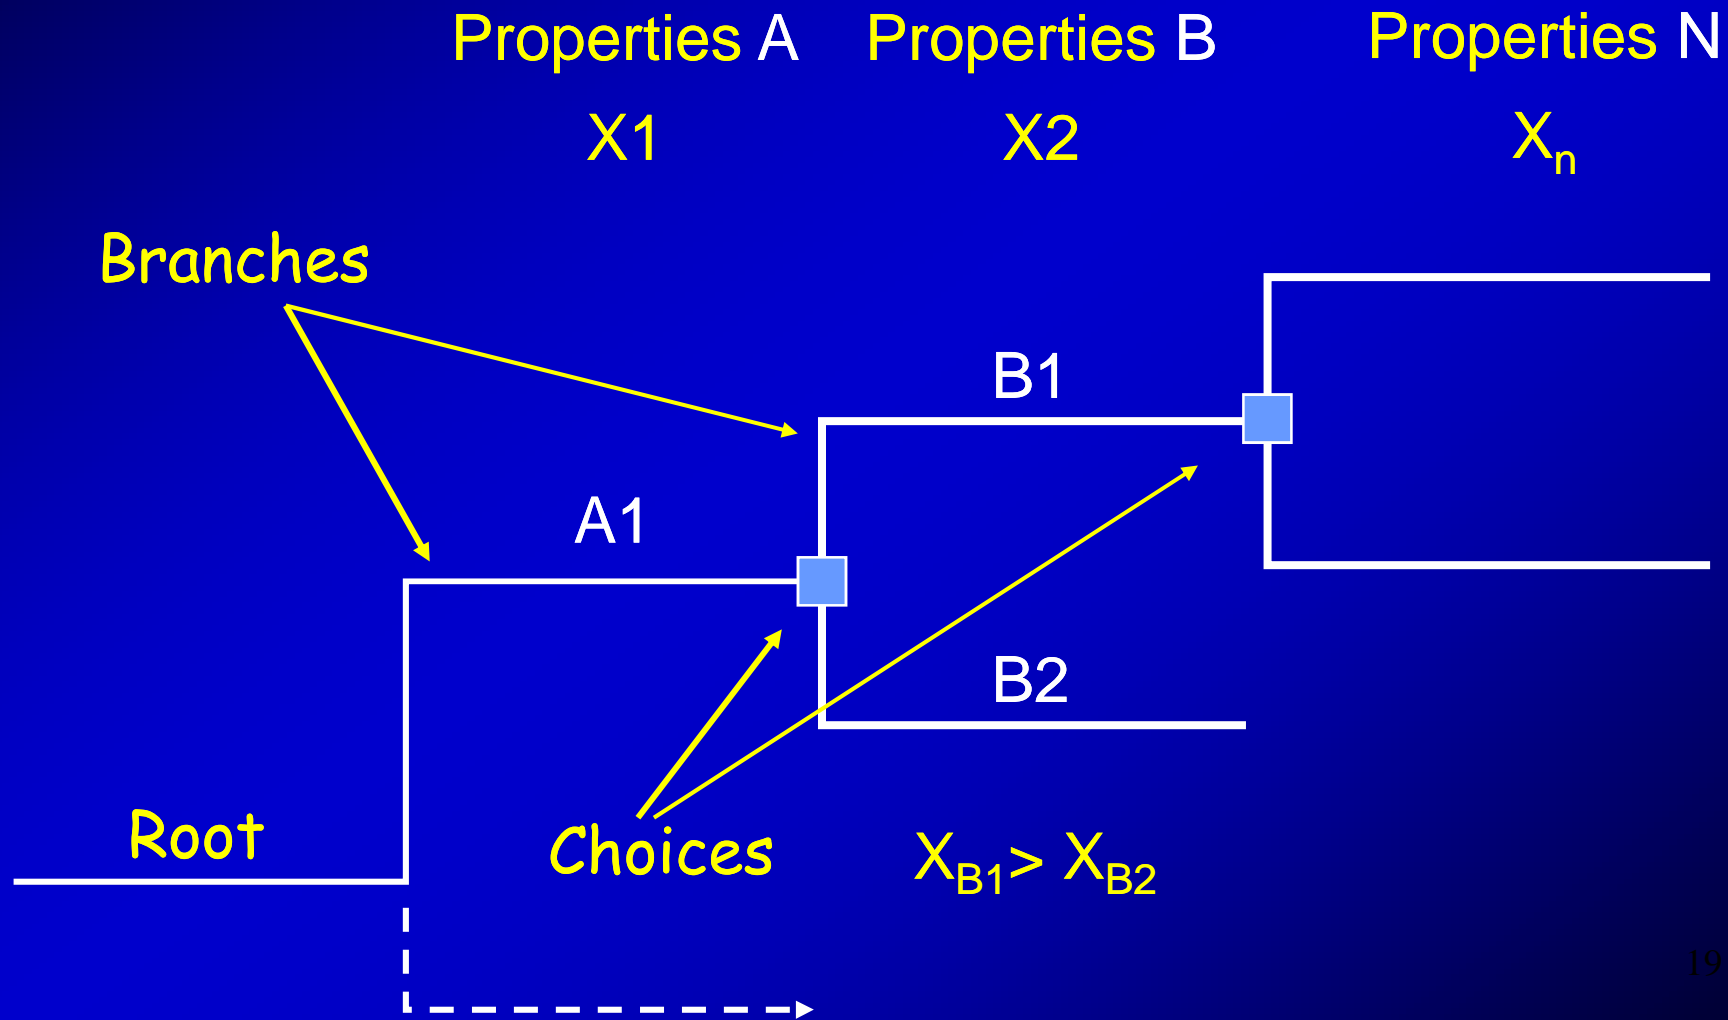 Properties A Properties B Properties N
X1 X2 Xn
Branches
B1
A1
B2
Root
Choices XB1> XB2
19